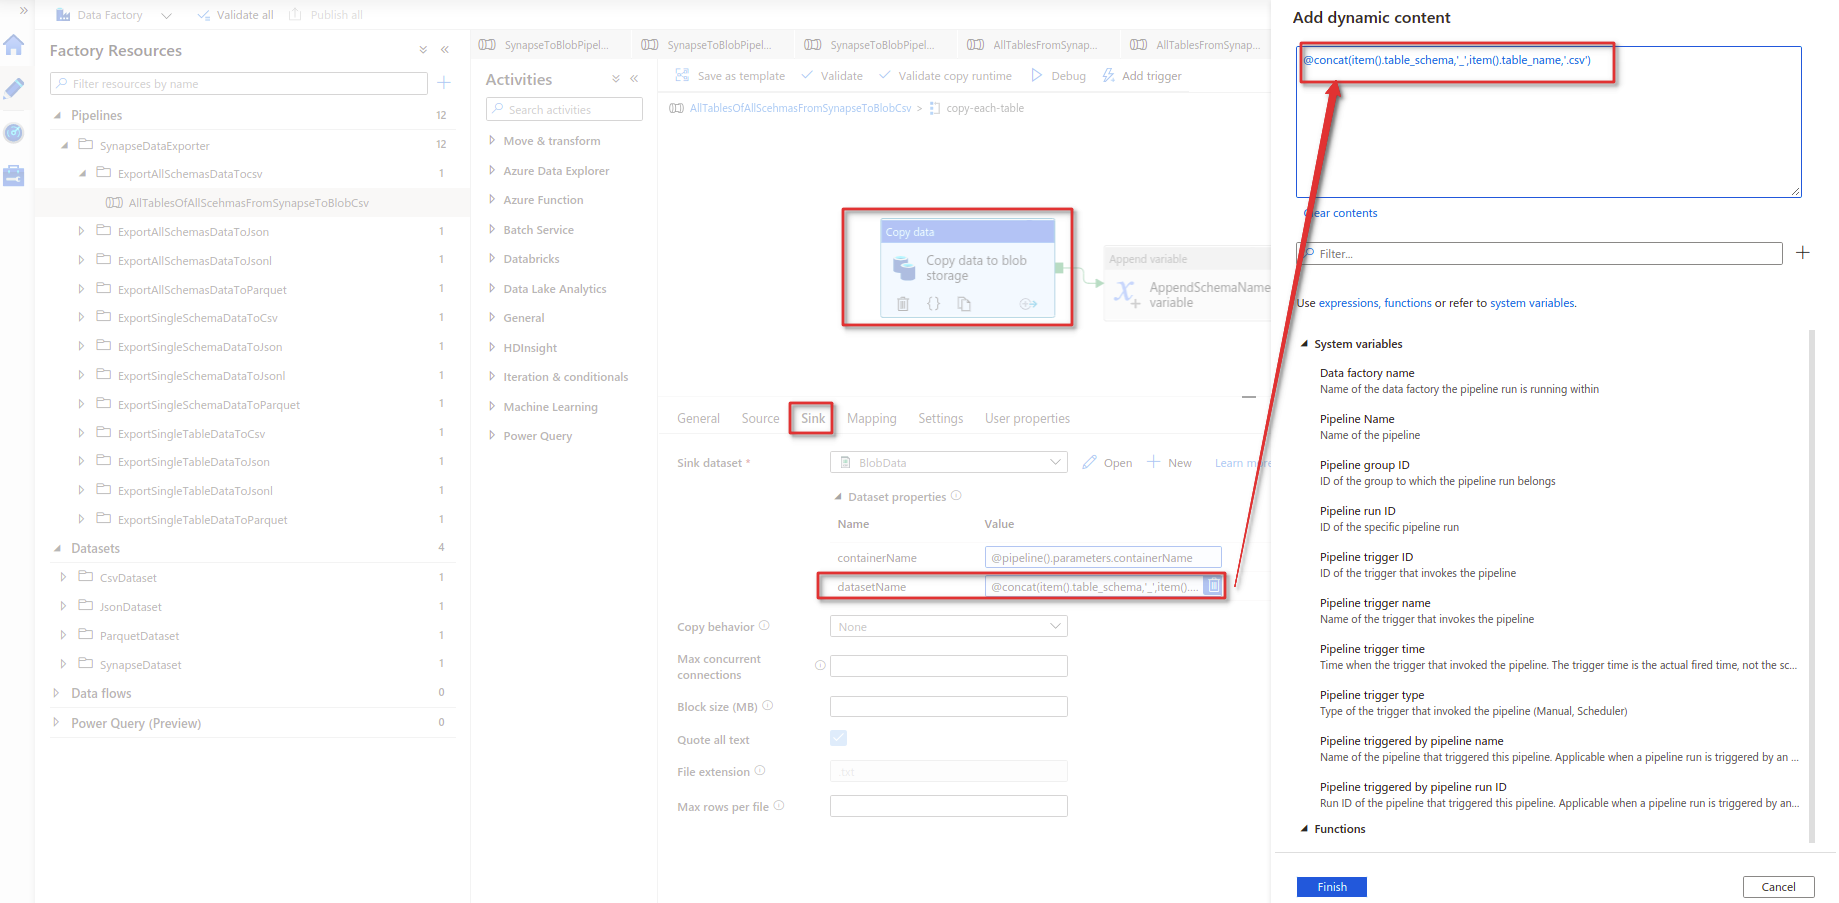 Data Factory
Validate all
Publish all
Factory Resources
Filter resources by name
Pipelines 12
SynapseDataExporter 12
ExportAllSchemasDataTocsv 1
AllTablesOfAllScehmasFromSynapseToBlobCsv
ExportAllSchemasDataToJson 1
ExportAllSchemasDataToJsonl 1
ExportAllSchemasDataToParquet 1
ExportSingleSchemaDataToCsv 1
ExportSingleSchemaDataToJson 1
ExportSingleSchemaDataToJsonl 1
ExportSingleSchemaDataToParquet 1
ExportSingleTableDataToCsv 1
ExportSingleTableDataToJson 1
ExportSingleTableDataToJsonl 1
ExportSingleTableDataToParquet 1
Datasets 4
CsvDataset 1
JsonDataset 1
ParquetDataset 1
SynapseDataset 1
Data flows 0
Power Query (Preview) 0
SynapseToBlobPipel...
SynapseToBlobPipel...
SynapseToBlobPipel...
AllTablesFromSynap...
AllTablesFromSynap...
Activities
Search activities
Move & transform
Azure Data Explorer
Azure Function
Batch Service
Databricks
Data Lake Analytics
General
HDInsight
Iteration & conditionals
Machine Learning
Power Query
Save as template
Validate
Validate copy runtime
Debug
Add trigger
AllTablesOfAllScehmasFromSynapseToBlobCsv > copy-each-table
Copy data
Copy data to blob
storage
Append variable
AppendSchemaName
variable
General
Source
Sink
Mapping
Settings
User properties
Sink dataset *
BlobData
Open
New
Learn more
Dataset properties
Name Value
containerName @pipeline().parameters.containerName
datasetName @concat(item().table_schema,'_',item()....
Copy behavior None
Max concurrent
connections
Block size (MB)
Quote all text
File extension .txt
Max rows per file
Add dynamic content
@concat(item().table_schema,'_',item().table_name,'.csv')
Clear contents
Filter...
Use expressions, functions or refer to system variables.
System variables
Data factory name
Name of the data factory the pipeline run is running within
Pipeline Name
Name of the pipeline
Pipeline group ID
ID of the group to which the pipeline run belongs
Pipeline run ID
ID of the specific pipeline run
Pipeline trigger ID
ID of the trigger that invokes the pipeline
Pipeline trigger name
Name of the trigger that invokes the pipeline
Pipeline trigger time
Time when the trigger that invoked the pipeline. The trigger time is the actual fired time, not the sc...
Pipeline trigger type
Type of the trigger that invoked the pipeline (Manual, Scheduler)
Pipeline triggered by pipeline name
Name of the pipeline that triggered this pipeline. Applicable when a pipeline run is triggered by an ...
Pipeline triggered by pipeline run ID
Run ID of the pipeline that triggered this pipeline. Applicable when a pipeline run is triggered by an...
Functions
Finish
Cancel